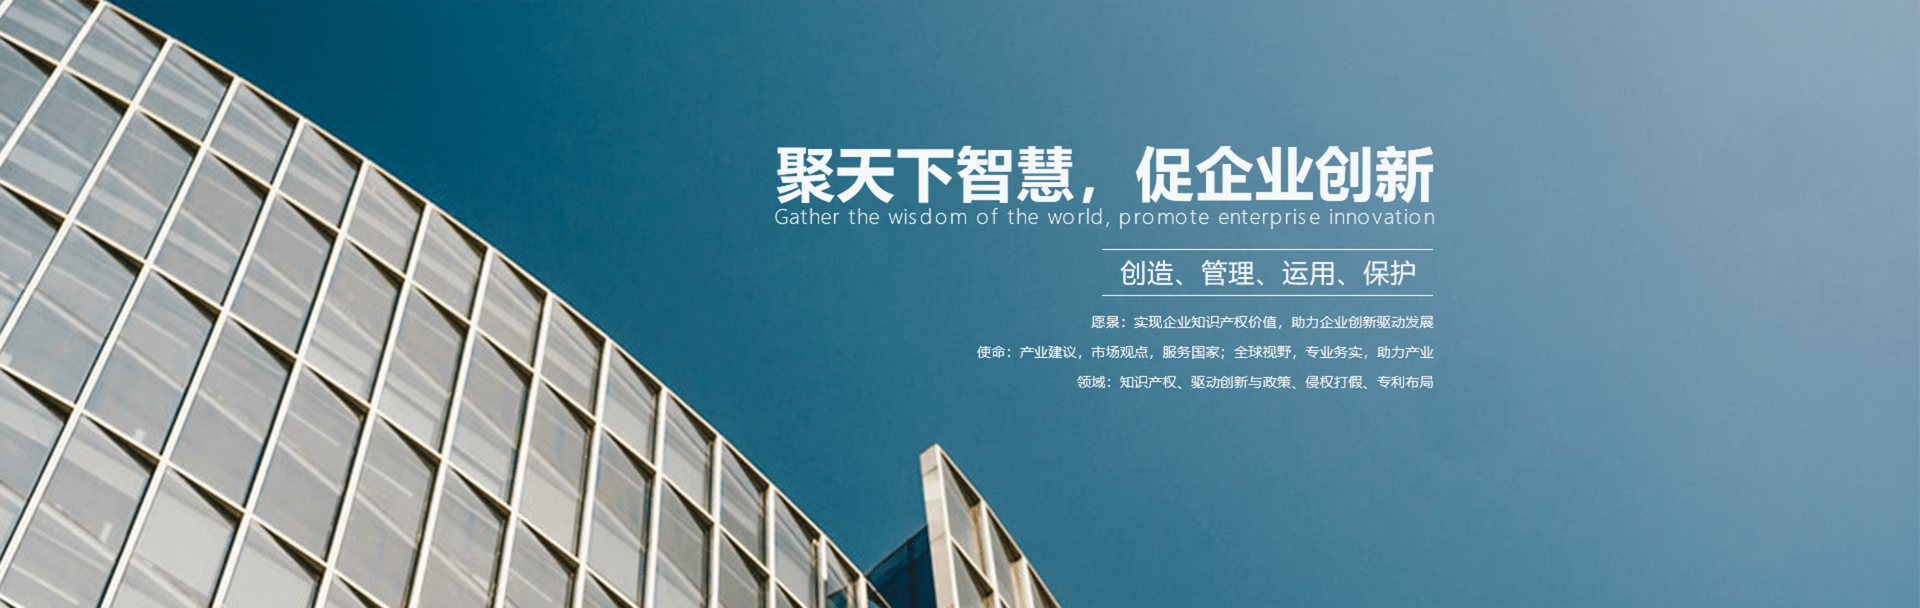 聚天下智慧，促企业创新
Gather the wisdom of the world, promote enterprise innovation
创造、管理、运用、保护
愿景：实现企业知识产权价值，助力企业创新驱动发展
使命：产业建议，市场观点，服务国家；全球视野，专业务实，助力产业
领域：知识产权、驱动创新与政策、侵权打假、专利布局